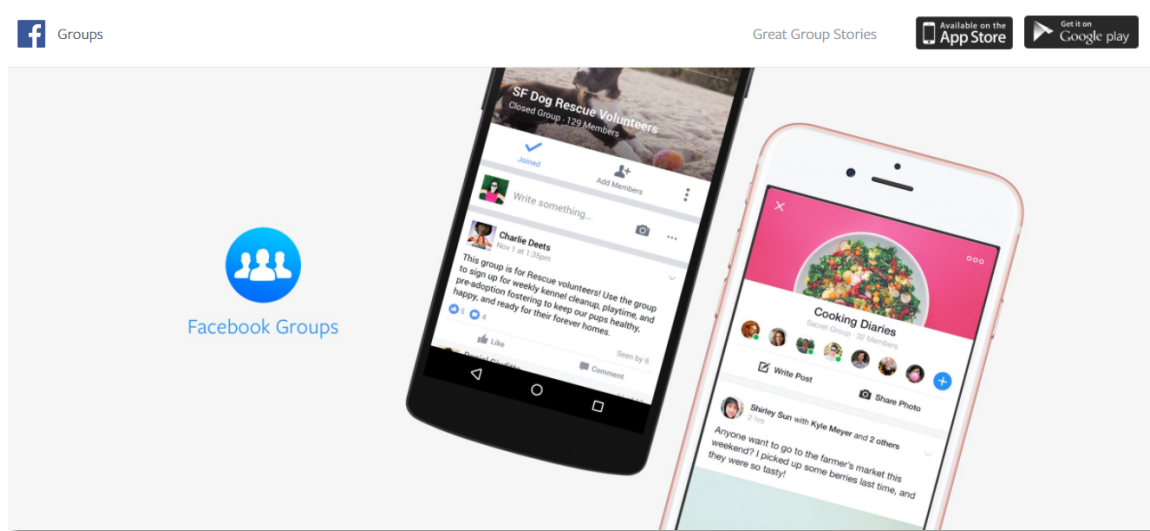 Groups
Great Group Stories
Available on the
App Store
Get it on
Google play
Facebook Groups
SF Dog Rescue Volunteers
Closed Group · 129 Members
Joined
Add Members
Write something...
Charlie Deets
Nov 1 at 1:35pm
This group is for Rescue volunteers! Use the group
to sign up for weekly kennel cleanup, playtime, and
pre-adoption fostering to keep our pups healthy,
happy, and ready for their forever homes.
5 4
Seen by 6
Like
Comment
Cooking Diaries
Secret Group · 32 Members
Write Post
Share Photo
Shirley Sun with Kyle Meyer and 2 others
2 hrs
Anyone want to go to the farmer's market this
weekend? I picked up some berries last time, and
they were so tasty!